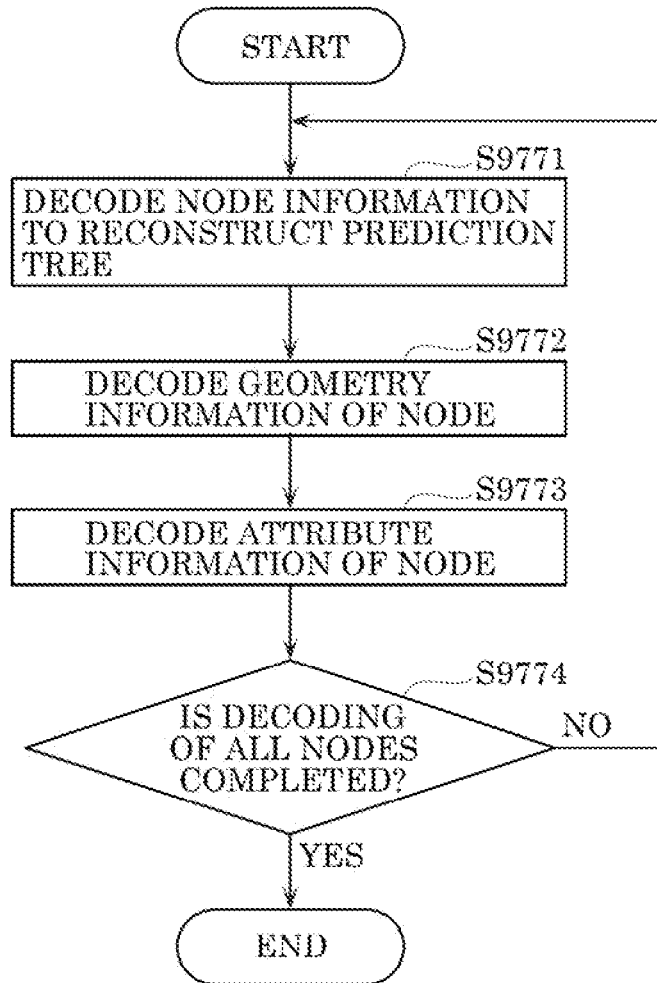 START
S9771
DECODE NODE INFORMATION
TO RECONSTRUCT PREDICTION
TREE
S9772
DECODE GEOMETRY
INFORMATION OF NODE
S9773
DECODE ATTRIBUTE
INFORMATION OF NODE
S9774
IS DECODING
OF ALL NODES
COMPLETED?
NO
YES
END